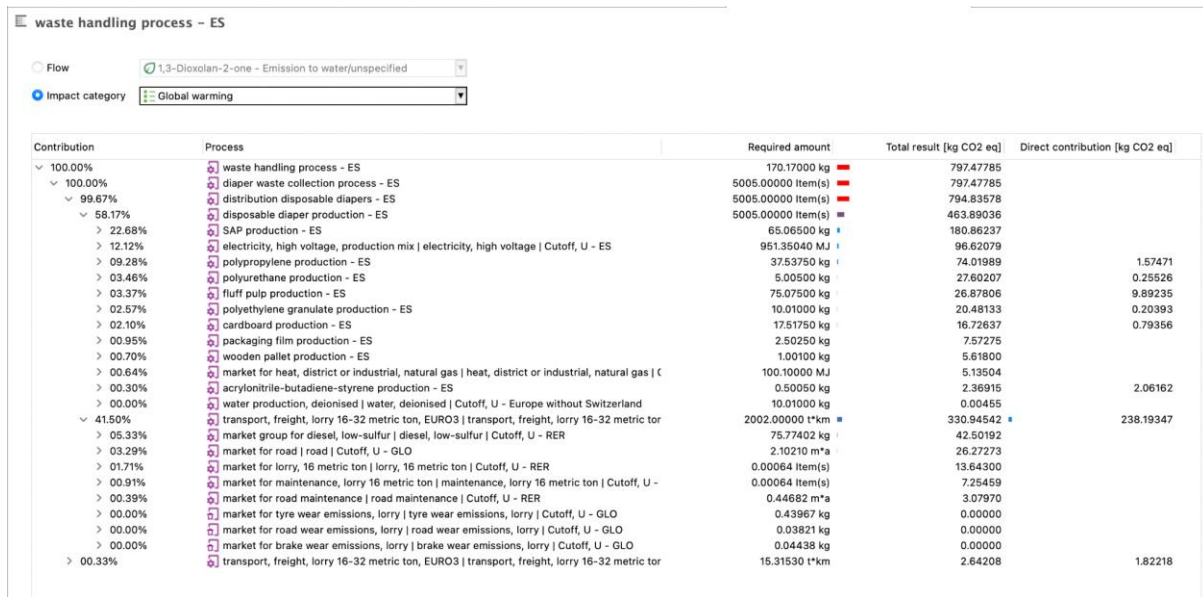 waste handling process - ES
Flow 1,3-Dioxolan-2-one - Emission to water/unspecified
Impact category Global warming
Contribution Process Required amount Total result [kg CO2 eq] Direct contribution [kg CO2 eq]
100.00% waste handling process - ES 170.17000 kg 797.47785
100.00% diaper waste collection process - ES 5005.00000 Item(s) 797.47785
99.67% distribution disposable diapers - ES 5005.00000 Item(s) 794.83578
58.17% disposable diaper production - ES 5005.00000 Item(s) 463.89036
22.68% SAP production - ES 65.06500 kg 180.86237
12.12% electricity, high voltage, production mix | electricity, high voltage | Cutoff, U - ES 951.35040 MJ 96.62079
09.28% polypropylene production - ES 37.53750 kg 74.01989 1.57471
03.46% polyurethane production - ES 5.00500 kg 27.60207 0.25526
03.37% fluff pulp production - ES 75.07500 kg 26.87806 9.89235
02.57% polyethylene granulate production - ES 10.01000 kg 20.48133 0.20393
02.10% cardboard production - ES 17.51750 kg 16.72637 0.79356
00.95% packaging film production - ES 2.50250 kg 7.57275
00.70% wooden pallet production - ES 1.00100 kg 5.61800
00.64% market for heat, district or industrial, natural gas | heat, district or industrial, natural gas | C 100.10000 MJ 5.13504
00.30% acrylonitrile-butadiene-styrene production - ES 0.50050 kg 2.36915 2.06162
00.00% water production, deionised | water, deionised | Cutoff, U - Europe without Switzerland 10.01000 kg 0.00455
41.50% transport, freight, lorry 16-32 metric ton, EURO3 | transport, freight, lorry 16-32 metric tor 2002.00000 t*km 330.94542 238.19347
05.33% market group for diesel, low-sulfur | diesel, low-sulfur | Cutoff, U - RER 75.77402 kg 42.50192
03.29% market for road | road | Cutoff, U - GLO 2.10210 m*a 26.27273
01.71% market for lorry, 16 metric ton | lorry, 16 metric ton | Cutoff, U - RER 0.00064 Item(s) 13.64300
00.91% market for maintenance, lorry 16 metric ton | maintenance, lorry 16 metric ton | Cutoff, U - 0.00064 Item(s) 7.25459
00.39% market for road maintenance | road maintenance | Cutoff, U - RER 0.44682 m*a 3.07970
00.00% market for tyre wear emissions, lorry | tyre wear emissions, lorry | Cutoff, U - GLO 0.43967 kg 0.00000
00.00% market for road wear emissions, lorry | road wear emissions, lorry | Cutoff, U - GLO 0.03821 kg 0.00000
00.00% market for brake wear emissions, lorry | brake wear emissions, lorry | Cutoff, U - GLO 0.04438 kg 0.00000
00.33% transport, freight, lorry 16-32 metric ton, EURO3 | transport, freight, lorry 16-32 metric tor 15.31530 t*km 2.64208 1.82218